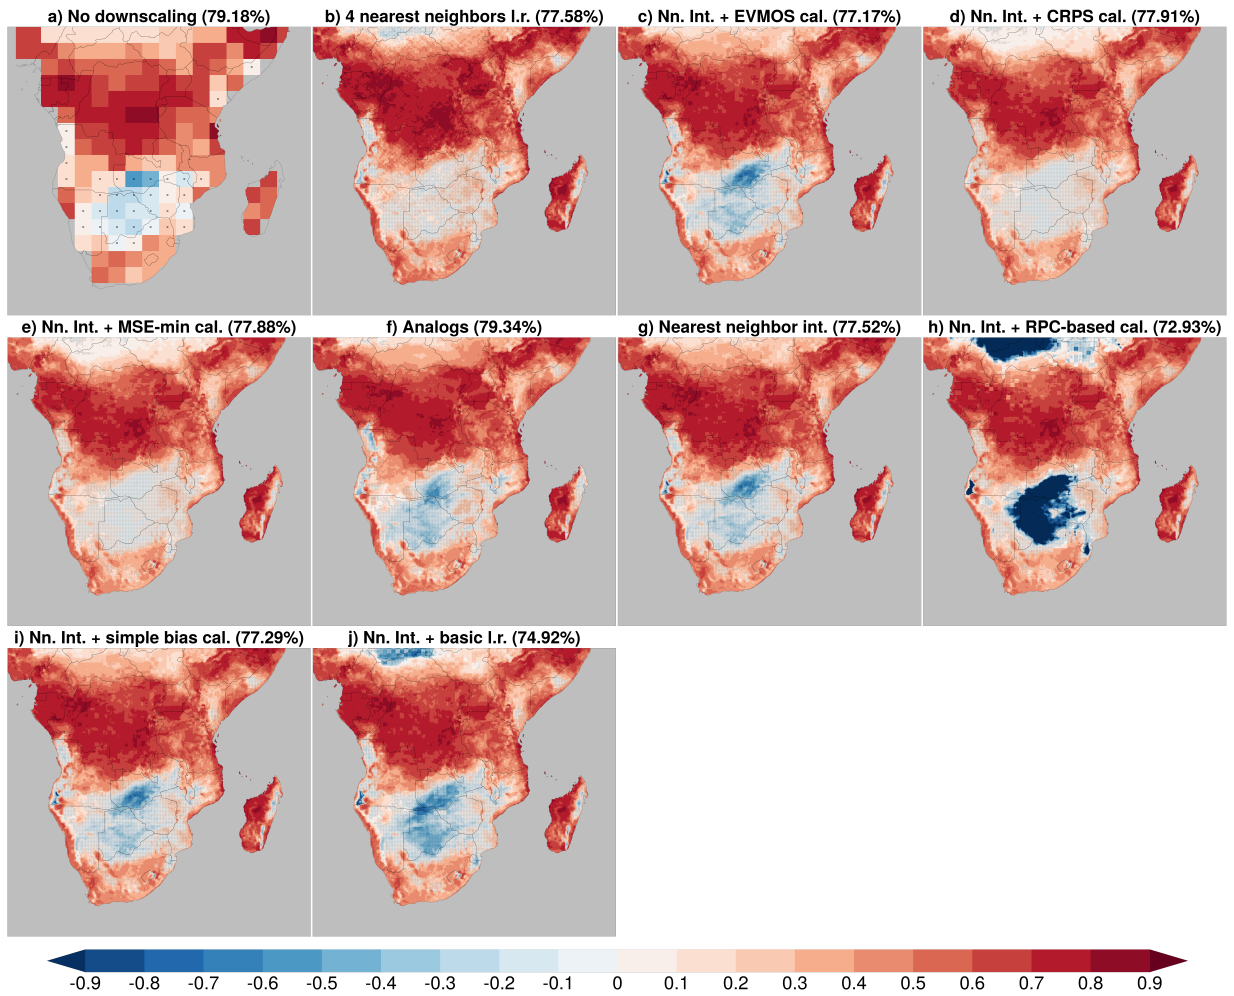 a) No downscaling (79.18%)
b) 4 nearest neighbors l.r. (77.58%)
c) Nn. Int. + EVMOS cal. (77.17%)
d) Nn. Int. + CRPS cal. (77.91%)
e) Nn. Int. + MSE-min cal. (77.88%)
f) Analogs (79.34%)
g) Nearest neighbor int. (77.52%)
h) Nn. Int. + RPC-based cal. (72.93%)
i) Nn. Int. + simple bias cal. (77.29%)
j) Nn. Int. + basic l.r. (74.92%)
-0.9 -0.8 -0.7 -0.6 -0.5 -0.4 -0.3 -0.2 -0.1 0 0.1 0.2 0.3 0.4 0.5 0.6 0.7 0.8 0.9